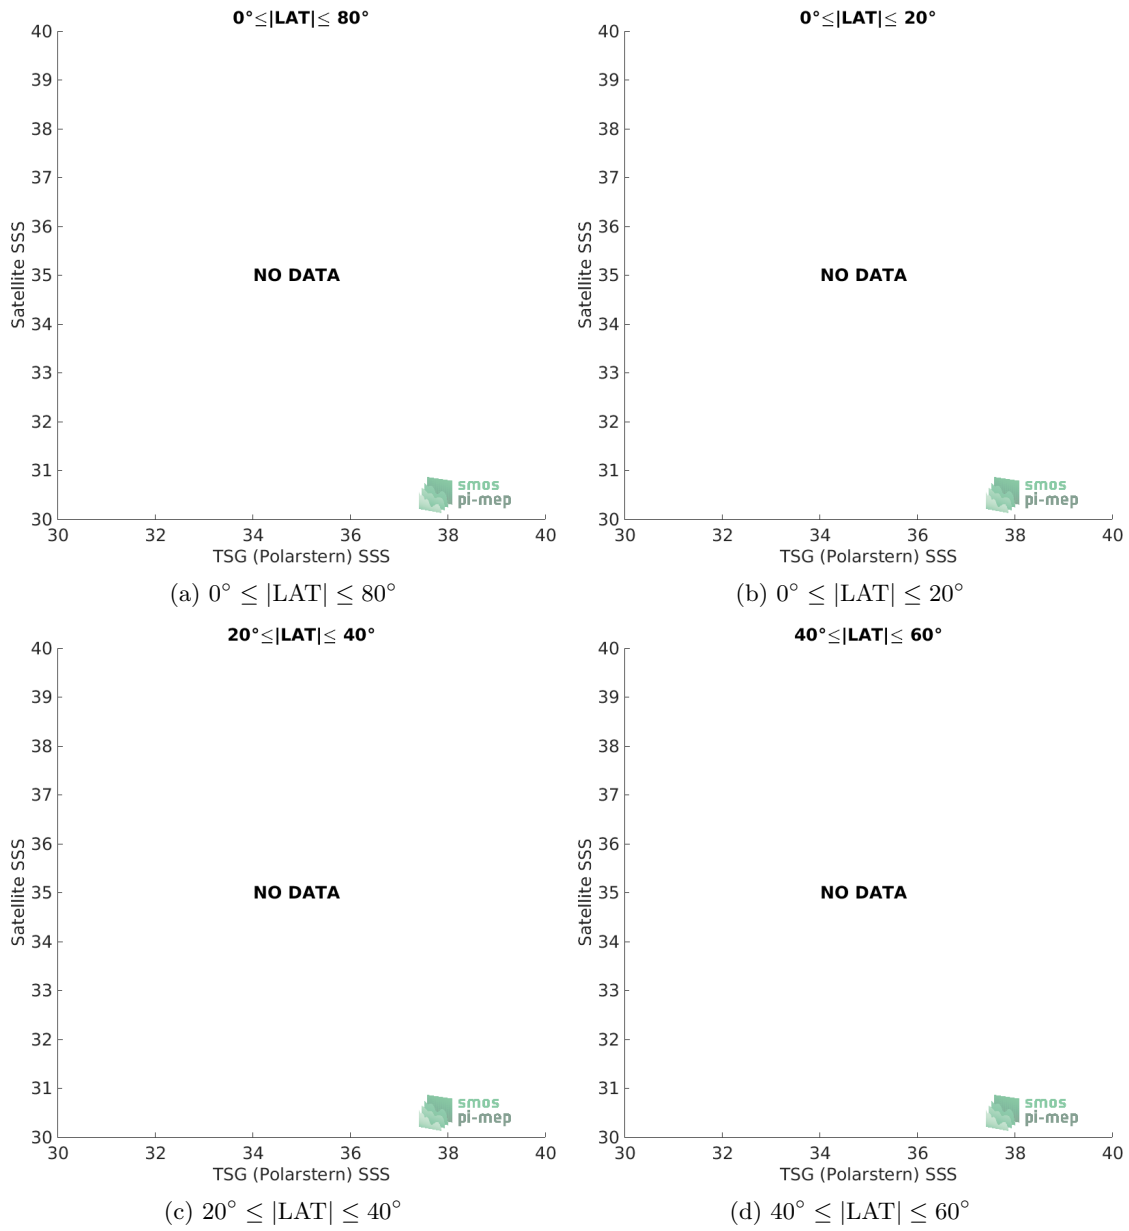 0°≤|LAT|≤ 80°
40
39
38
37
36
35
34
33
32
31
30
Satellite SSS
NO DATA
smos
pi-mep
30 32 34 36 38 40
TSG (Polarstern) SSS
(a) 0° ≤ |LAT| ≤ 80°
0°≤|LAT|≤ 20°
40
39
38
37
36
35
34
33
32
31
30
Satellite SSS
NO DATA
smos
pi-mep
30 32 34 36 38 40
TSG (Polarstern) SSS
(b) 0° ≤ |LAT| ≤ 20°
20°≤|LAT|≤ 40°
40
39
38
37
36
35
34
33
32
31
30
Satellite SSS
NO DATA
smos
pi-mep
30 32 34 36 38 40
TSG (Polarstern) SSS
(c) 20° ≤ |LAT| ≤ 40°
40°≤|LAT|≤ 60°
40
39
38
37
36
35
34
33
32
31
30
Satellite SSS
NO DATA
smos
pi-mep
30 32 34 36 38 40
TSG (Polarstern) SSS
(d) 40° ≤ |LAT| ≤ 60°